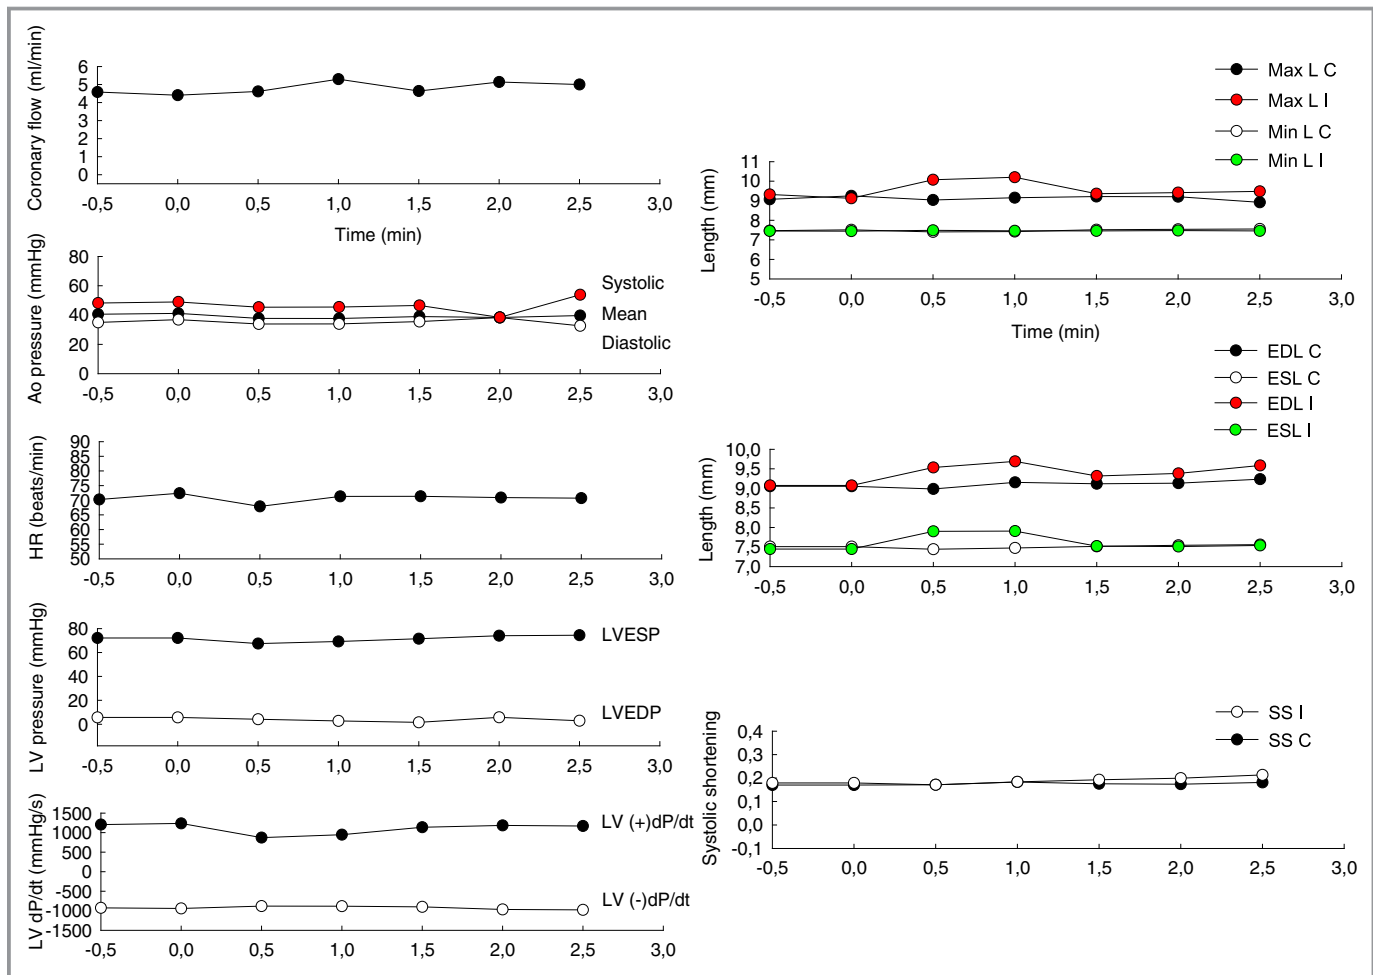 Coronary flow (ml/min)
6
5
4
3
2
1
0
-0,5 0,0 0,5 1,0 1,5 2,0 2,5 3,0
Time (min)
Ao pressure (mmHg)
80
60
40
20
0
Systolic
Mean
Diastolic
-0,5 0,0 0,5 1,0 1,5 2,0 2,5 3,0
HR (beats/min)
90
85
80
75
70
65
60
55
50
-0,5 0,0 0,5 1,0 1,5 2,0 2,5 3,0
LV pressure (mmHg)
80
60
40
20
0
LVESP
LVEDP
-0,5 0,0 0,5 1,0 1,5 2,0 2,5 3,0
LV dP/dt (mmHg/s)
1500
1000
500
0
-500
-1000
-1500
LV (+)dP/dt
LV (-)dP/dt
-0,5 0,0 0,5 1,0 1,5 2,0 2,5 3,0
Max L C
Max L I
Min L C
Min L I
Length (mm)
11
10
9
8
7
6
5
-0,5 0,0 0,5 1,0 1,5 2,0 2,5 3,0
Time (min)
EDL C
ESL C
EDL I
ESL I
Length (mm)
10,0
9,5
9,0
8,5
8,0
7,5
7,0
-0,5 0,0 0,5 1,0 1,5 2,0 2,5 3,0
SS I
SS C
Systolic shortening
0,4
0,3
0,2
0,1
0,0
-0,1
-0,5 0,0 0,5 1,0 1,5 2,0 2,5 3,0